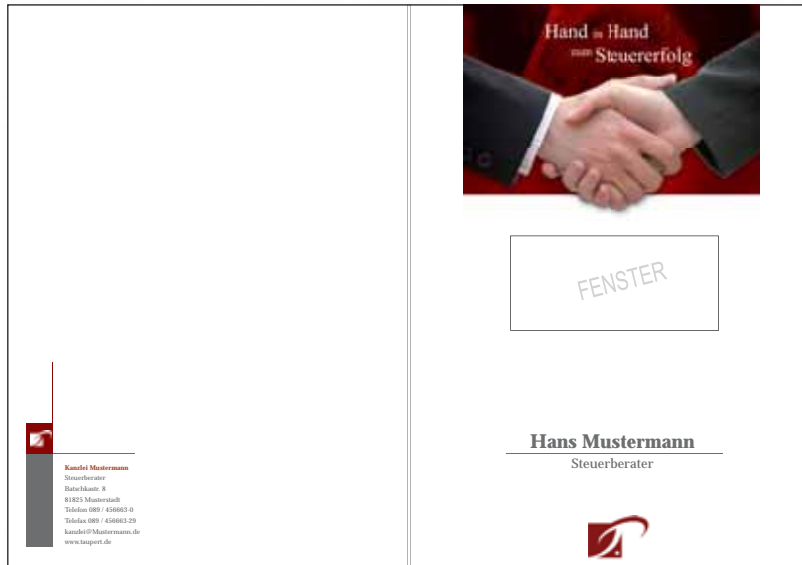 Hand in Hand
zum Steuererfolg
FENSTER
Hans Mustermann
Steuerberater
Kanzlei Mustermann
Steuerberater
Batschkastr. 8
81825 Musterstadt
Telefon 089 / 456663-0
Telefax 089 / 456663-29
kanzlei@Mustermann.de
www.taupert.de